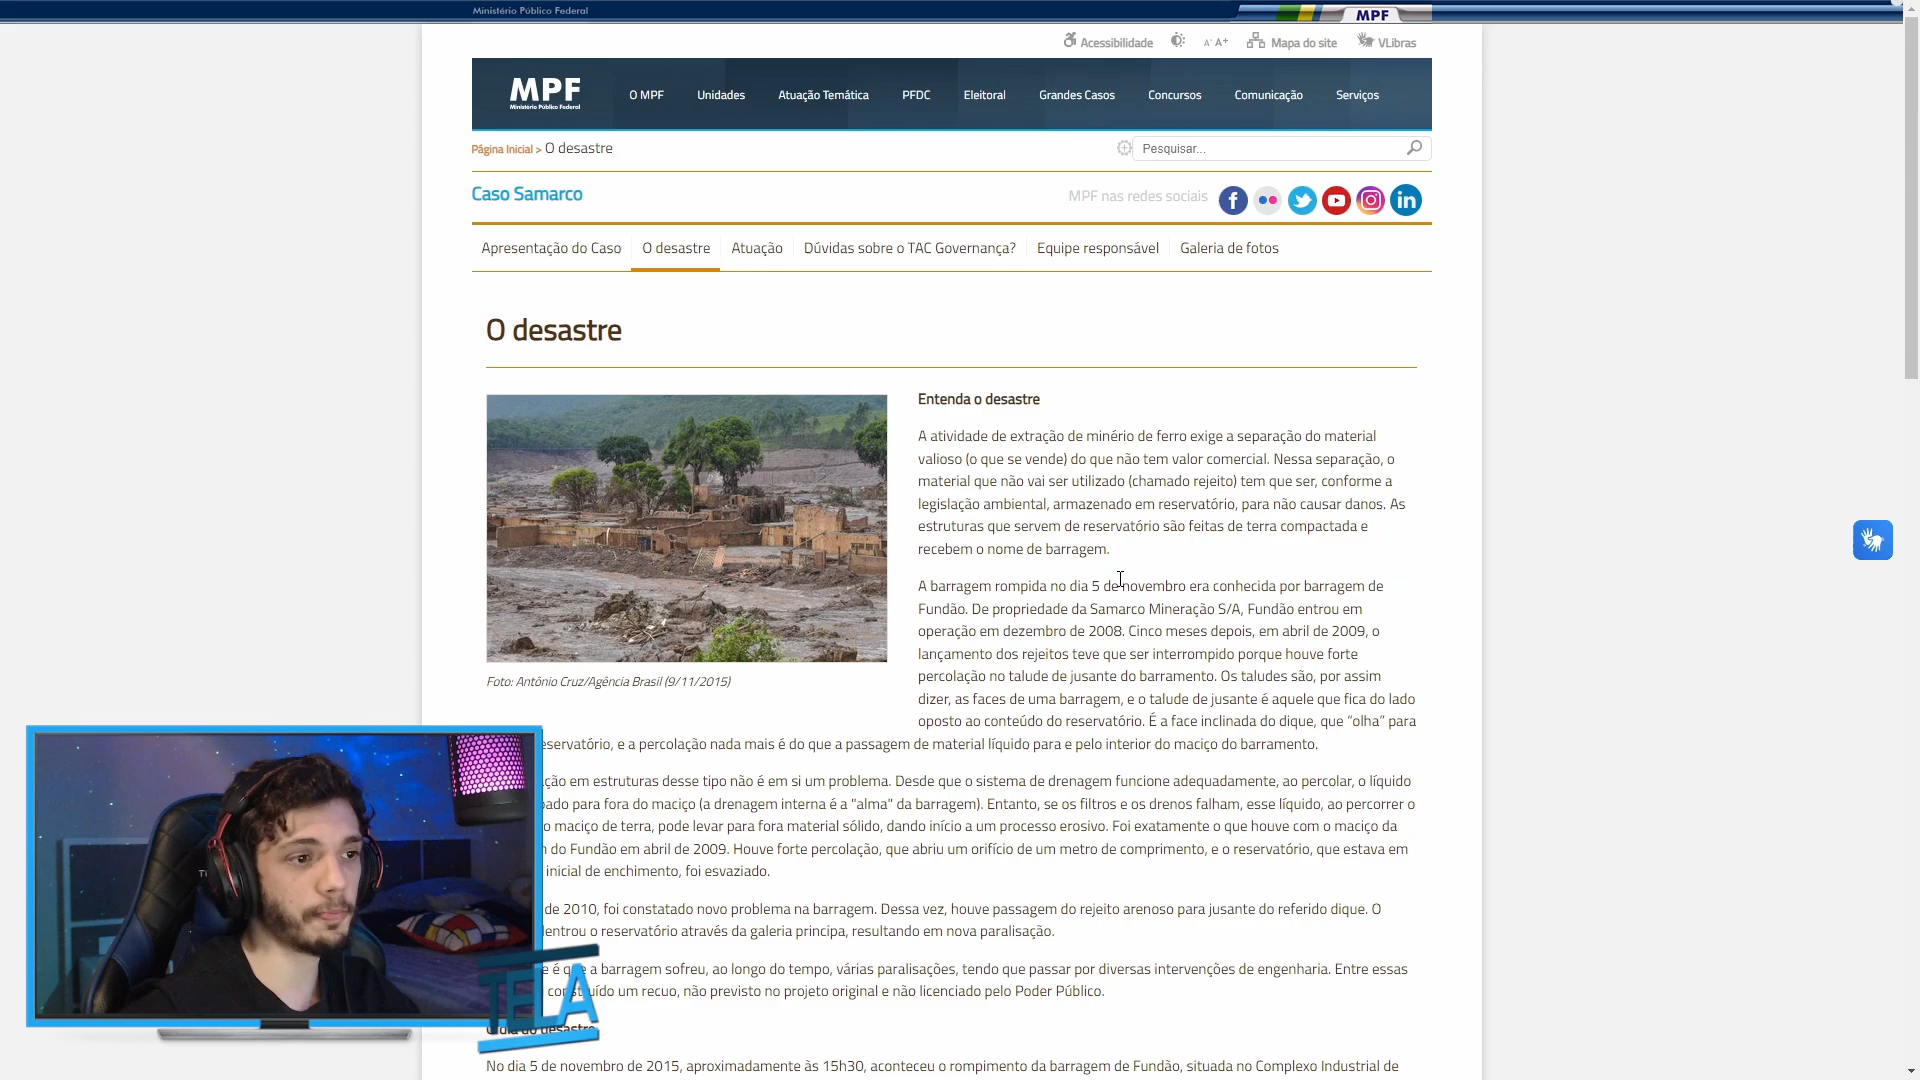 Ministério Público Federal
MPF
Acessibilidade
A- A+
Mapa do site
VLibras
MPF
Ministério Público Federal
O MPF
Unidades
Atuação Temática
PFDC
Eleitoral
Grandes Casos
Concursos
Comunicação
Serviços
Página Inicial > O desastre
Pesquisar...
Caso Samarco
MPF nas redes sociais
Apresentação do Caso
O desastre
Atuação
Dúvidas sobre o TAC Governança?
Equipe responsável
Galeria de fotos
O desastre
Foto: Antônio Cruz/Agência Brasil (9/11/2015)
Entenda o desastre
A atividade de extração de minério de ferro exige a separação do material
valioso (o que se vende) do que não tem valor comercial. Nessa separação, o
material que não vai ser utilizado (chamado rejeito) tem que ser, conforme a
legislação ambiental, armazenado em reservatório, para não causar danos. As
estruturas que servem de reservatório são feitas de terra compactada e
recebem o nome de barragem.
A barragem rompida no dia 5 de novembro era conhecida por barragem de
Fundão. De propriedade da Samarco Mineração S/A, Fundão entrou em
operação em dezembro de 2008. Cinco meses depois, em abril de 2009, o
lançamento dos rejeitos teve que ser interrompido porque houve forte
percolação no talude de jusante do barramento. Os taludes são, por assim
dizer, as faces de uma barragem, e o talude de jusante é aquele que fica do lado
oposto ao conteúdo do reservatório. É a face inclinada do dique, que “olha” para
eservatório, e a percolação nada mais é do que a passagem de material líquido para e pelo interior do maciço do barramento.
ção em estruturas desse tipo não é em si um problema. Desde que o sistema de drenagem funcione adequadamente, ao percolar, o líquido
ado para fora do maciço (a drenagem interna é a "alma" da barragem). Entanto, se os filtros e os drenos falham, esse líquido, ao percorrer o
o maciço de terra, pode levar para fora material sólido, dando início a um processo erosivo. Foi exatamente o que houve com o maciço da
do Fundão em abril de 2009. Houve forte percolação, que abriu um orifício de um metro de comprimento, e o reservatório, que estava em
inicial de enchimento, foi esvaziado.
de 2010, foi constatado novo problema na barragem. Dessa vez, houve passagem do rejeito arenoso para jusante do referido dique. O
entrou o reservatório através da galeria principa, resultando em nova paralisação.
é que a barragem sofreu, ao longo do tempo, várias paralisações, tendo que passar por diversas intervenções de engenharia. Entre essas
construído um recuo, não previsto no projeto original e não licenciado pelo Poder Público.
TELA
O dia do desastre
No dia 5 de novembro de 2015, aproximadamente às 15h30, aconteceu o rompimento da barragem de Fundão, situada no Complexo Industrial de